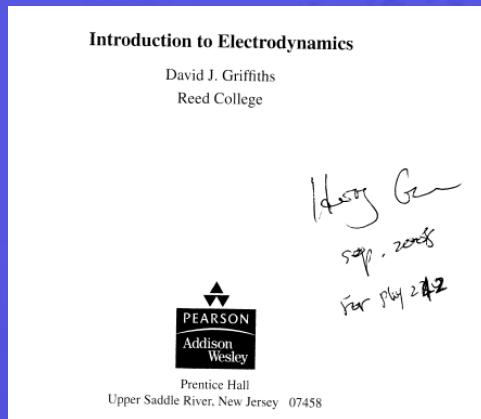 Introduction to Electrodynamics
David J. Griffiths
Reed College
sep. 2008
For phy 242
PEARSON
Addison
Wesley
Prentice Hall
Upper Saddle River, New Jersey 07458